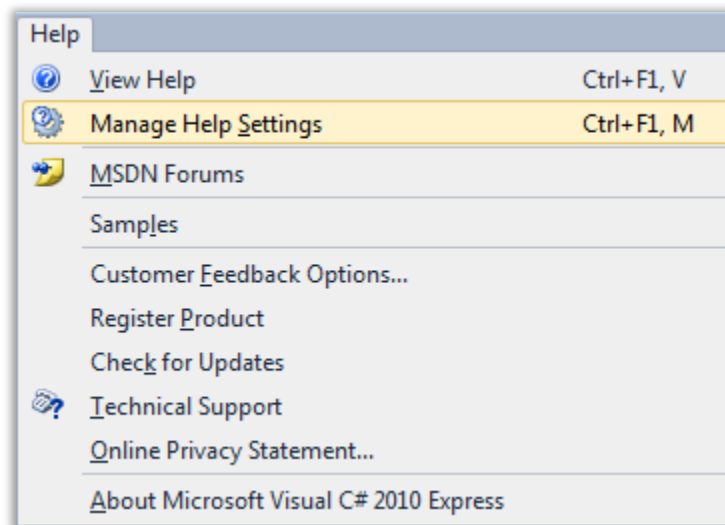 Help
View Help Ctrl+F1, V
Manage Help Settings Ctrl+F1, M
MSDN Forums
Samples
Customer Feedback Options...
Register Product
Check for Updates
Technical Support
Online Privacy Statement...
About Microsoft Visual C# 2010 Express